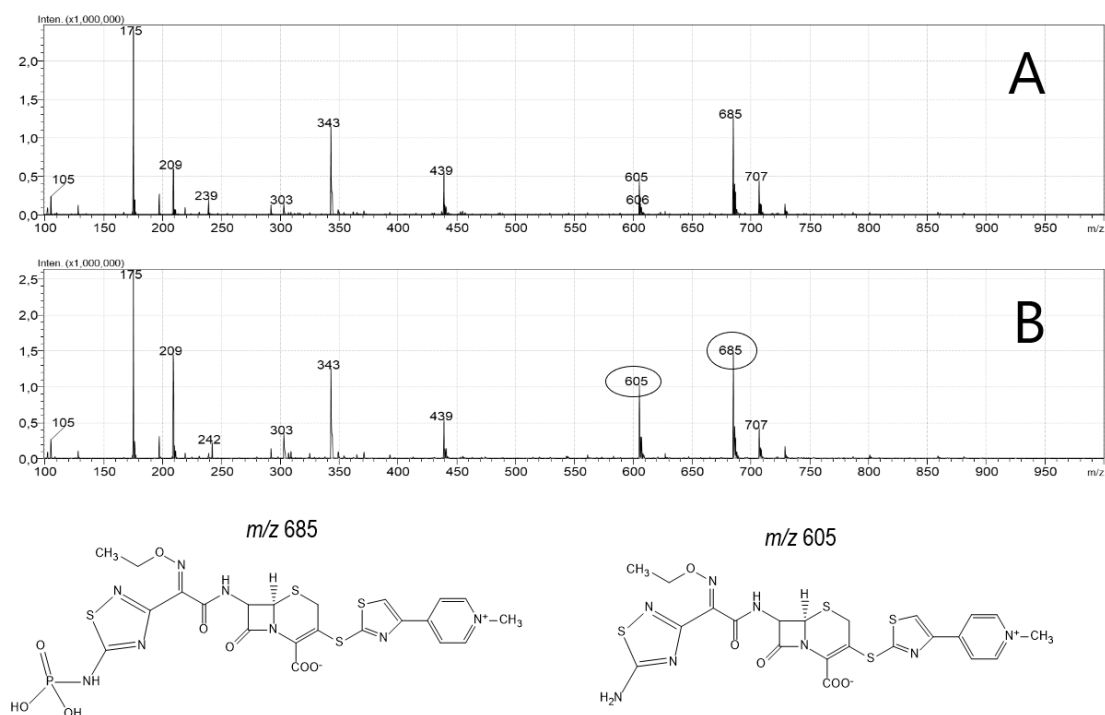 Inten. (x1,000,000)
175
A
2,0
1,5
685
343
1,0
209
0,5
105
239
303
439
605
606
707
0,0
100 150 200 250 300 350 400 450 500 550 600 650 700 750 800 850 900 950 m/z
Inten. (x1,000,000)
175
B
2,5
2,0
1,5
209
685
343
605
1,0
0,5
105
242
303
439
707
0,0
100 150 200 250 300 350 400 450 500 550 600 650 700 750 800 850 900 950 m/z
m/z 685
m/z 605
CH3 O N
H N H S
N S N
O O N
S S N
N+ CH3
COO-
O P NH
HO OH
H3C O N
H N H S
N S N
O O N
S S N
N+ CH3
COO-
H2N